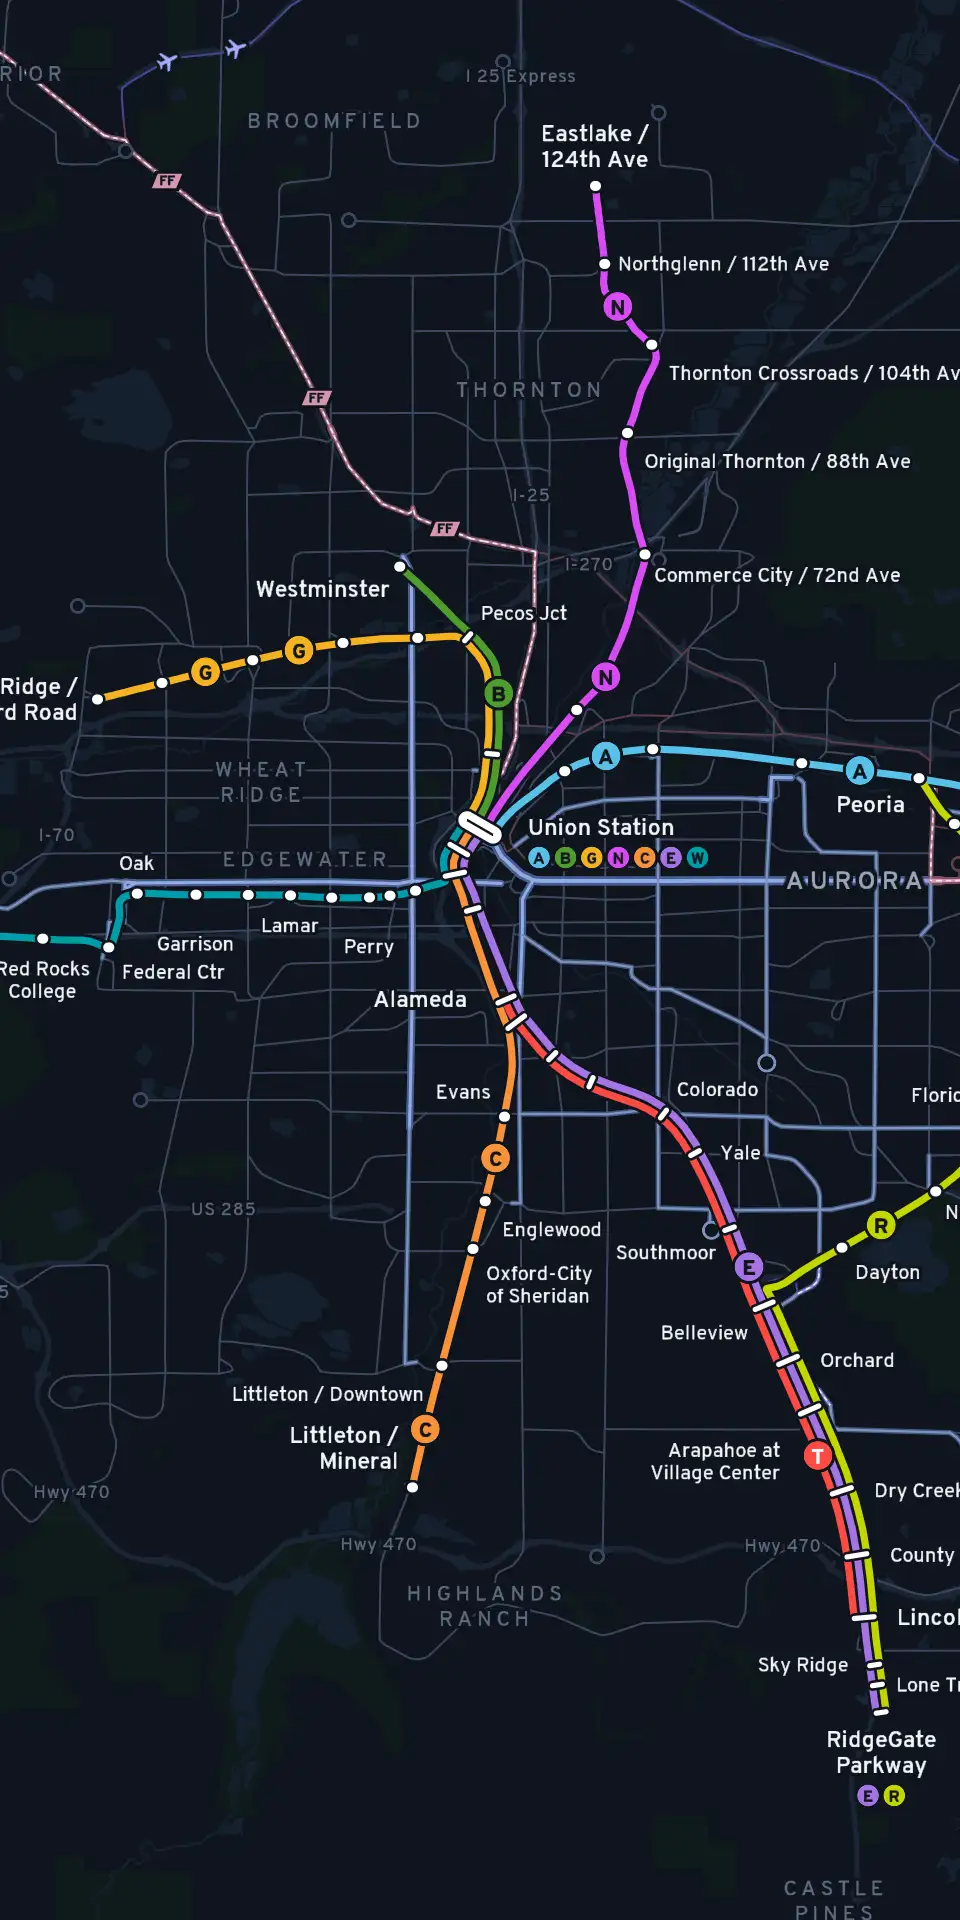 RIOR
I 25 Express
BROOMFIELD
Eastlake /
124th Ave
FF
Northglenn / 112th Ave
N
Thornton Crossroads / 104th Av
THORNTON
FF
Original Thornton / 88th Ave
I-25
FF
I-270
Commerce City / 72nd Ave
Westminster
Pecos Jct
G
G
N
Ridge /
rd Road
B
WHEAT
RIDGE
A
A
Peoria
I-70
Union Station
A B G N C E W
Oak
EDGEWATER
AURORA
Lamar
Garrison
Perry
Red Rocks
College
Federal Ctr
Alameda
Evans
Colorado
Florid
C
Yale
US 285
N
Englewood
R
Southmoor
Oxford-City
of Sheridan
E
Dayton
5
Belleview
Orchard
Littleton / Downtown
C
Littleton /
Mineral
Arapahoe at
Village Center
T
Hwy 470
Dry Creek
Hwy 470
Hwy 470
County
HIGHLANDS
RANCH
Lincol
Sky Ridge
Lone Tr
RidgeGate
Parkway
E R
CASTLE
PINES